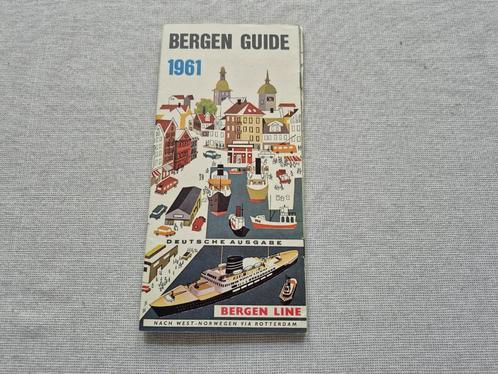 BERGEN GUIDE
1961
DEUTSCHE AUSGABE
BERGEN LINE
NACH WEST-NORWEGEN VIA ROTTERDAM